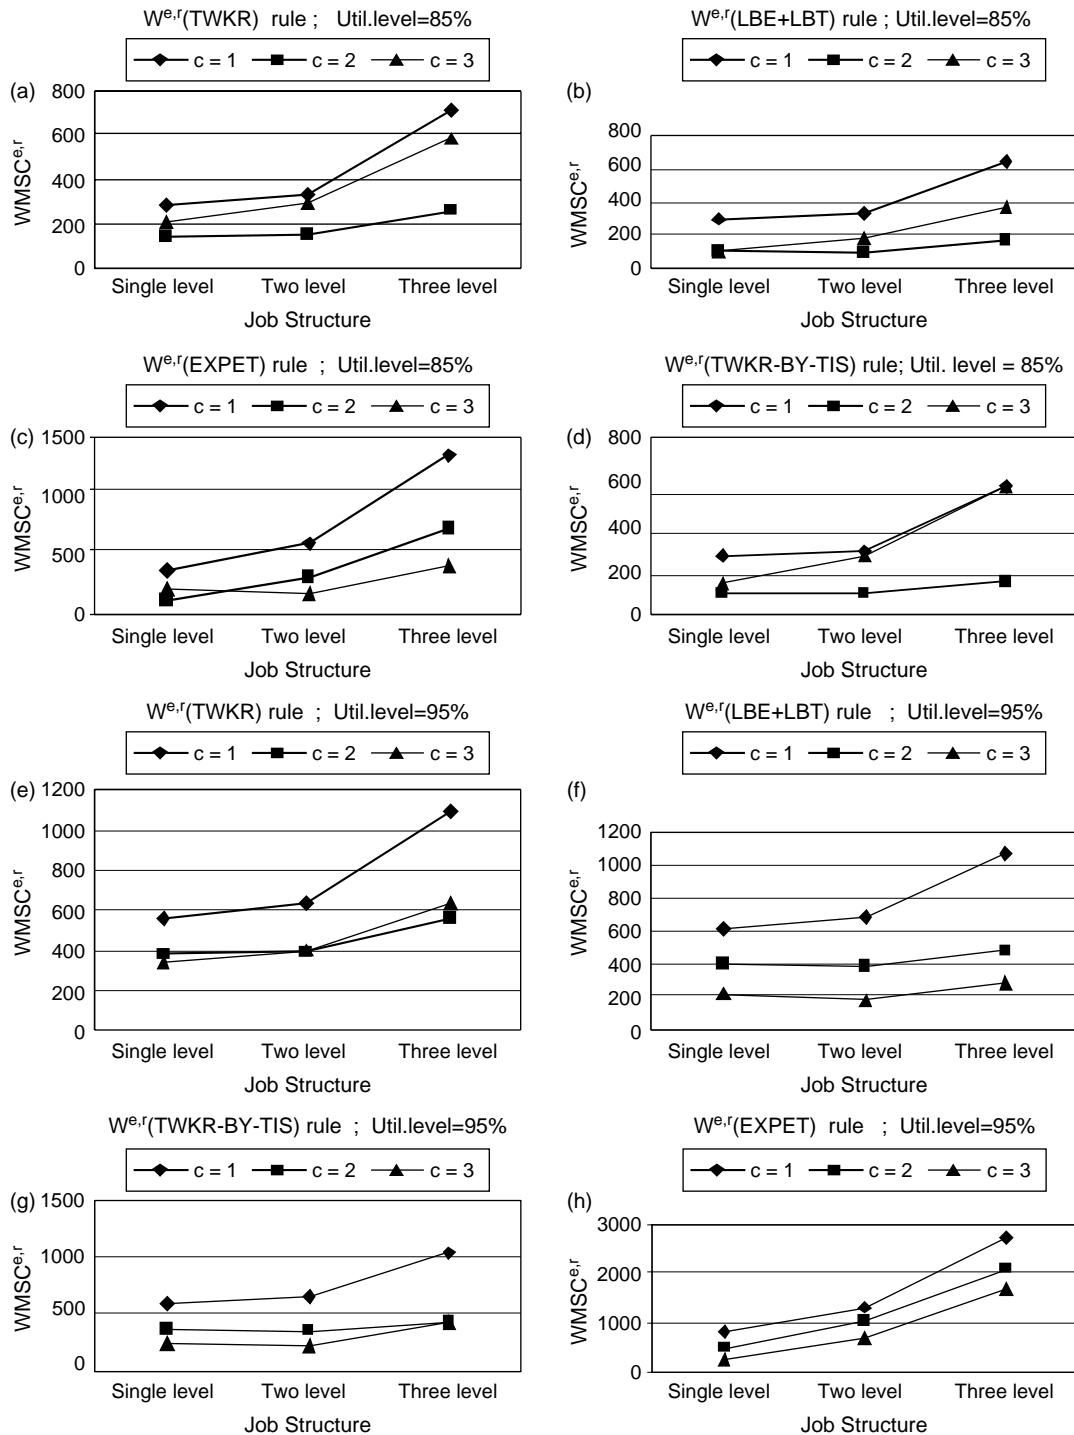 W^e,r(TWKR) rule ; Util.level=85%
c = 1 c = 2 c = 3
(a)
800
600
400
200
0
WMSC^e,r
Single level Two level Three level
Job Structure
W^e,r(LBE+LBT) rule ; Util.level=85%
c = 1 c = 2 c = 3
(b)
800
600
400
200
0
WMSC^e,r
Single level Two level Three level
Job Structure
W^e,r(EXPET) rule ; Util.level=85%
c = 1 c = 2 c = 3
(c)
1500
1000
500
0
WMSC^e,r
Single level Two level Three level
Job Structure
W^e,r(TWKR-BY-TIS) rule; Util. level = 85%
c = 1 c = 2 c = 3
(d)
800
600
400
200
0
WMSC^e,r
Single level Two level Three level
Job Structure
W^e,r(TWKR) rule ; Util.level=95%
c = 1 c = 2 c = 3
(e)
1200
1000
800
600
400
200
0
WMSC^e,r
Single level Two level Three level
Job Structure
W^e,r(LBE+LBT) rule ; Util.level=95%
c = 1 c = 2 c = 3
(f)
1200
1000
800
600
400
200
0
WMSC^e,r
Single level Two level Three level
Job Structure
W^e,r(TWKR-BY-TIS) rule ; Util.level=95%
c = 1 c = 2 c = 3
(g)
1500
1000
500
0
WMSC^e,r
Single level Two level Three level
Job Structure
W^e,r(EXPET) rule ; Util.level=95%
c = 1 c = 2 c = 3
(h)
3000
2000
1000
0
WMSC^e,r
Single level Two level Three level
Job Structure